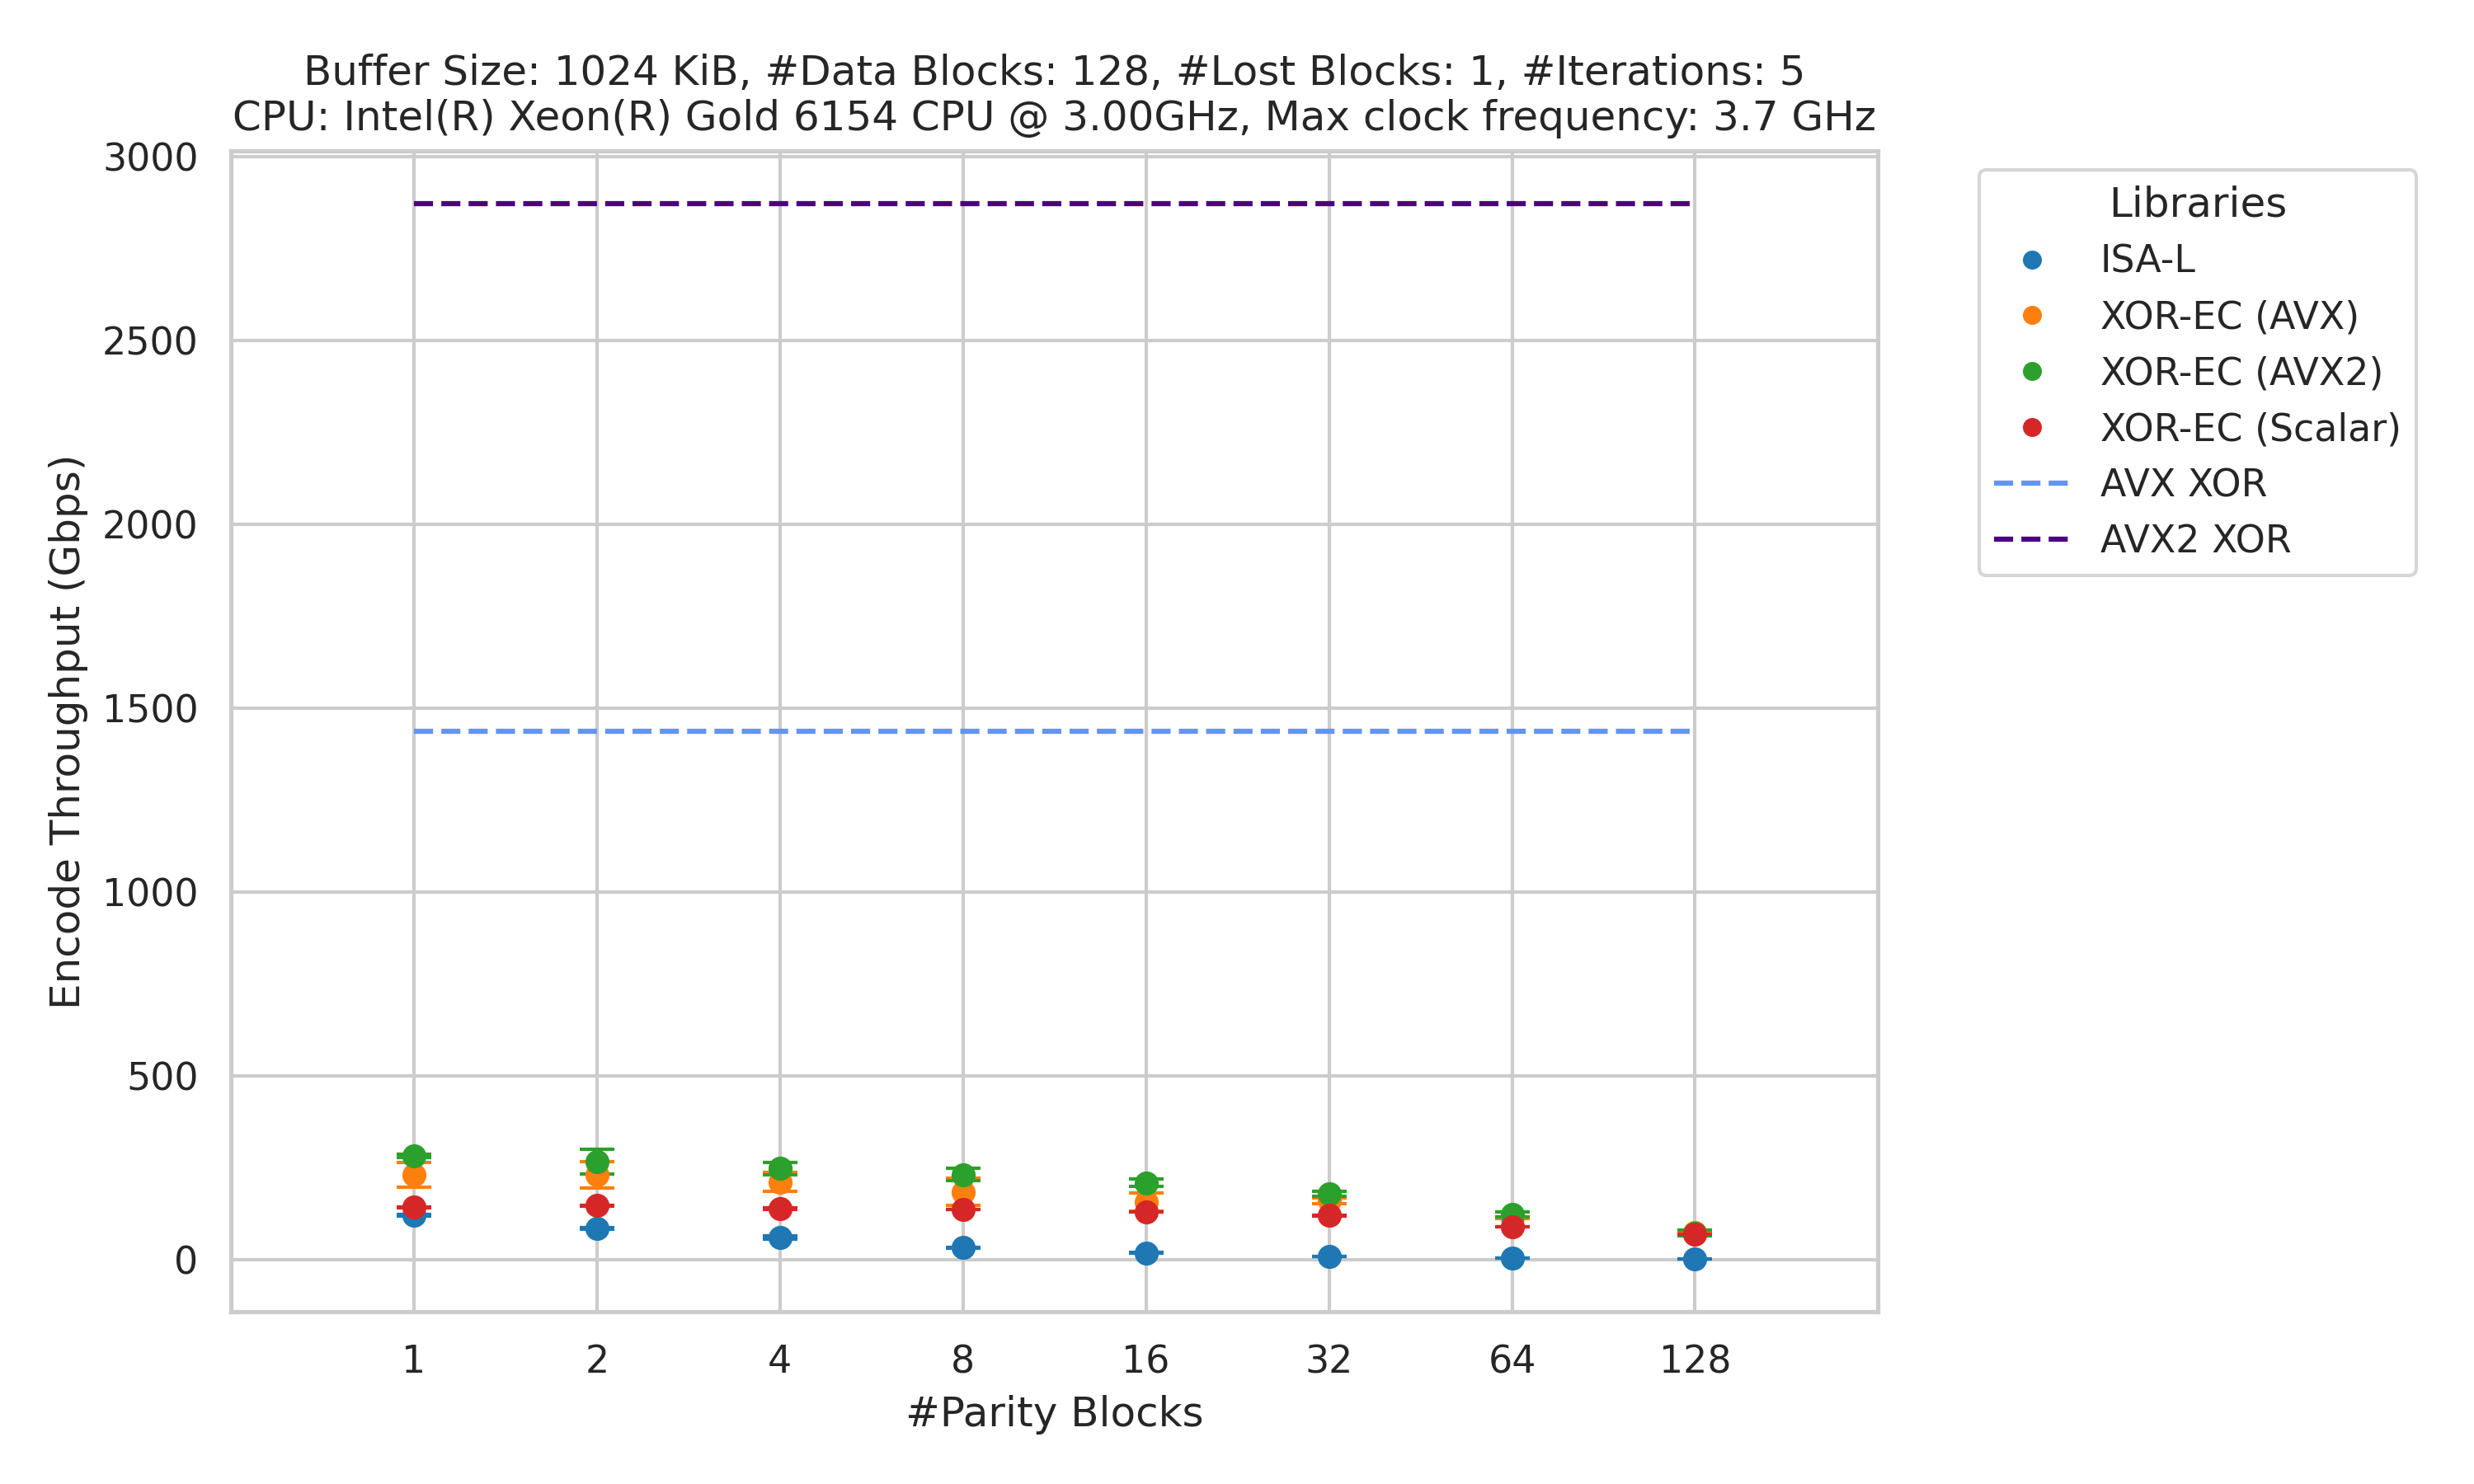 Buffer Size: 1024 KiB, #Data Blocks: 128, #Lost Blocks: 1, #Iterations: 5
CPU: Intel(R) Xeon(R) Gold 6154 CPU @ 3.00GHz, Max clock frequency: 3.7 GHz
Encode Throughput (Gbps)
3000
2500
2000
1500
1000
500
0
1 2 4 8 16 32 64 128
#Parity Blocks
Libraries
ISA-L
XOR-EC (AVX)
XOR-EC (AVX2)
XOR-EC (Scalar)
AVX XOR
AVX2 XOR